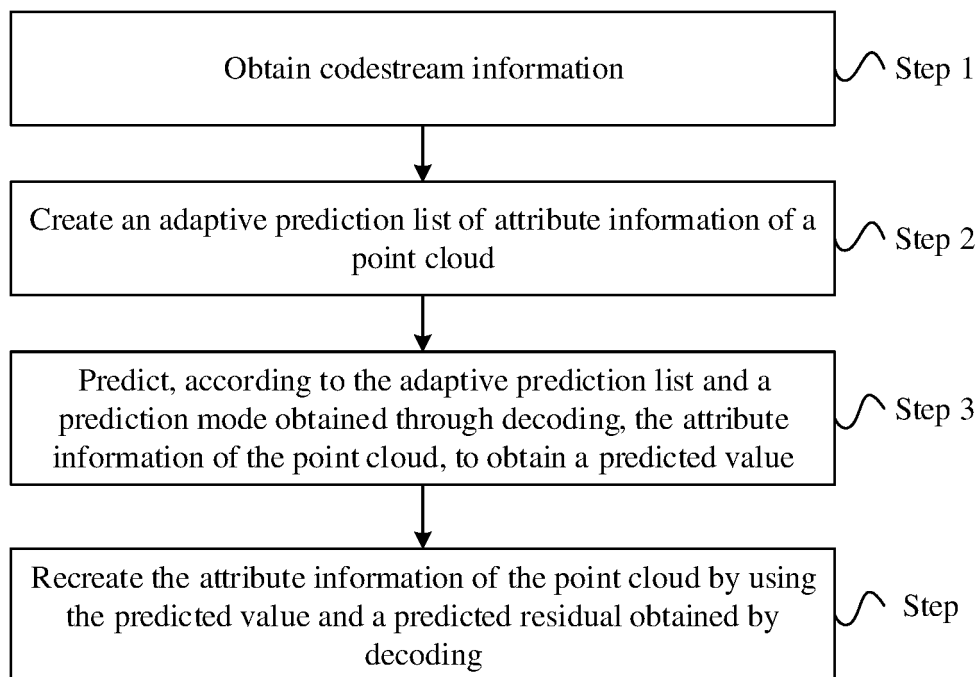 Obtain codestream information
Step 1
Create an adaptive prediction list of attribute information of a
point cloud
Step 2
Predict, according to the adaptive prediction list and a
prediction mode obtained through decoding, the attribute
information of the point cloud, to obtain a predicted value
Step 3
Recreate the attribute information of the point cloud by using
the predicted value and a predicted residual obtained by
decoding
Step